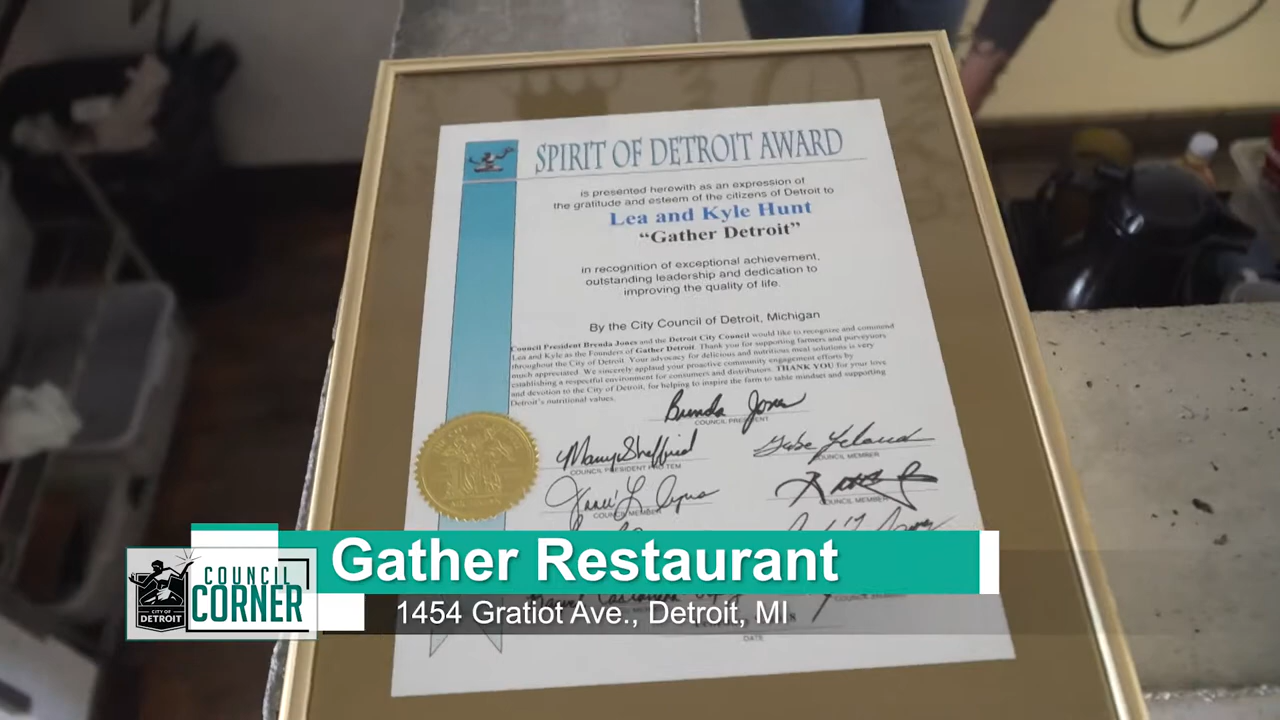 SPIRIT OF DETROIT AWARD
is presented herewith as an expression of
the gratitude and esteem of the citizens of Detroit to
Lea and Kyle Hunt
“Gather Detroit”
in recognition of exceptional achievement,
outstanding leadership and dedication to
improving the quality of life.
By the City Council of Detroit, Michigan
Council President Brenda Jones and the Detroit City Council would like to recognize and commend
Lea and Kyle as the Founders of Gather Detroit. Thank you for supporting farmers and purveyors
throughout the City of Detroit. Your advocacy for delicious and nutritious meal solutions is very
much appreciated. We sincerely applaud your proactive community engagement efforts by
establishing a respectful environment for consumers and distributors. THANK YOU for your love
and devotion to the City of Detroit, for helping to inspire the farm to table mindset and supporting
Detroit's nutritional values.
Brenda Jones
COUNCIL PRESIDENT
Mary Sheffield
COUNCIL PRESIDENT PRO TEM
COUNCIL MEMBER
COUNCIL MEMBER
COUNCIL MEMBER
Gather Restaurant
1454 Gratiot Ave., Detroit, MI
COUNCIL
CORNER
CITY OF
DETROIT
DATE